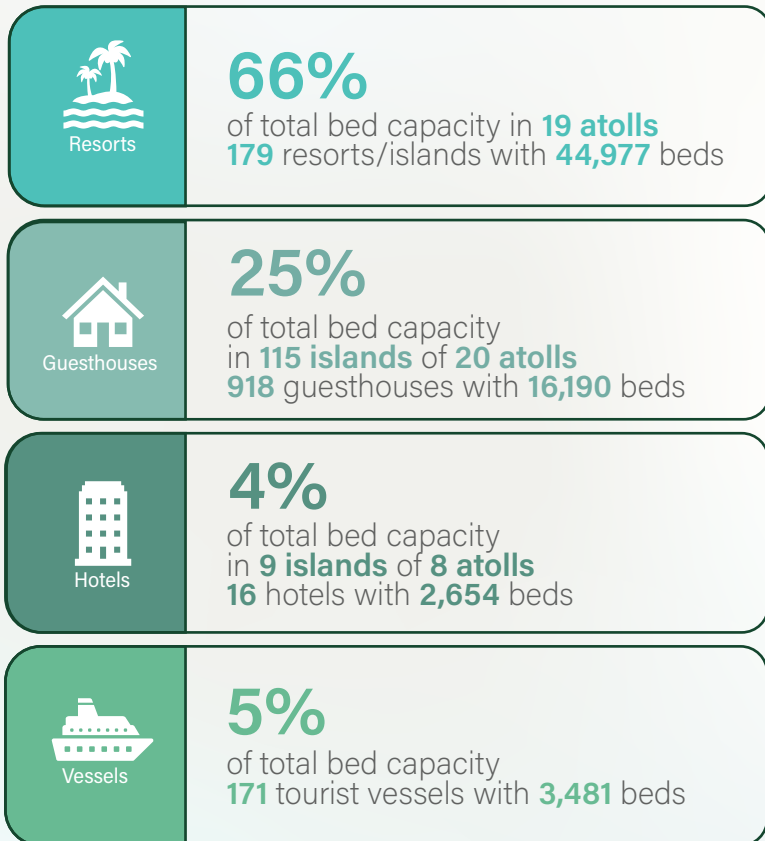 Resorts
66%
of total bed capacity in 19 atolls
179 resorts/islands with 44,977 beds
Guesthouses
25%
of total bed capacity
in 115 islands of 20 atolls
918 guesthouses with 16,190 beds
Hotels
4%
of total bed capacity
in 9 islands of 8 atolls
16 hotels with 2,654 beds
Vessels
5%
of total bed capacity
171 tourist vessels with 3,481 beds